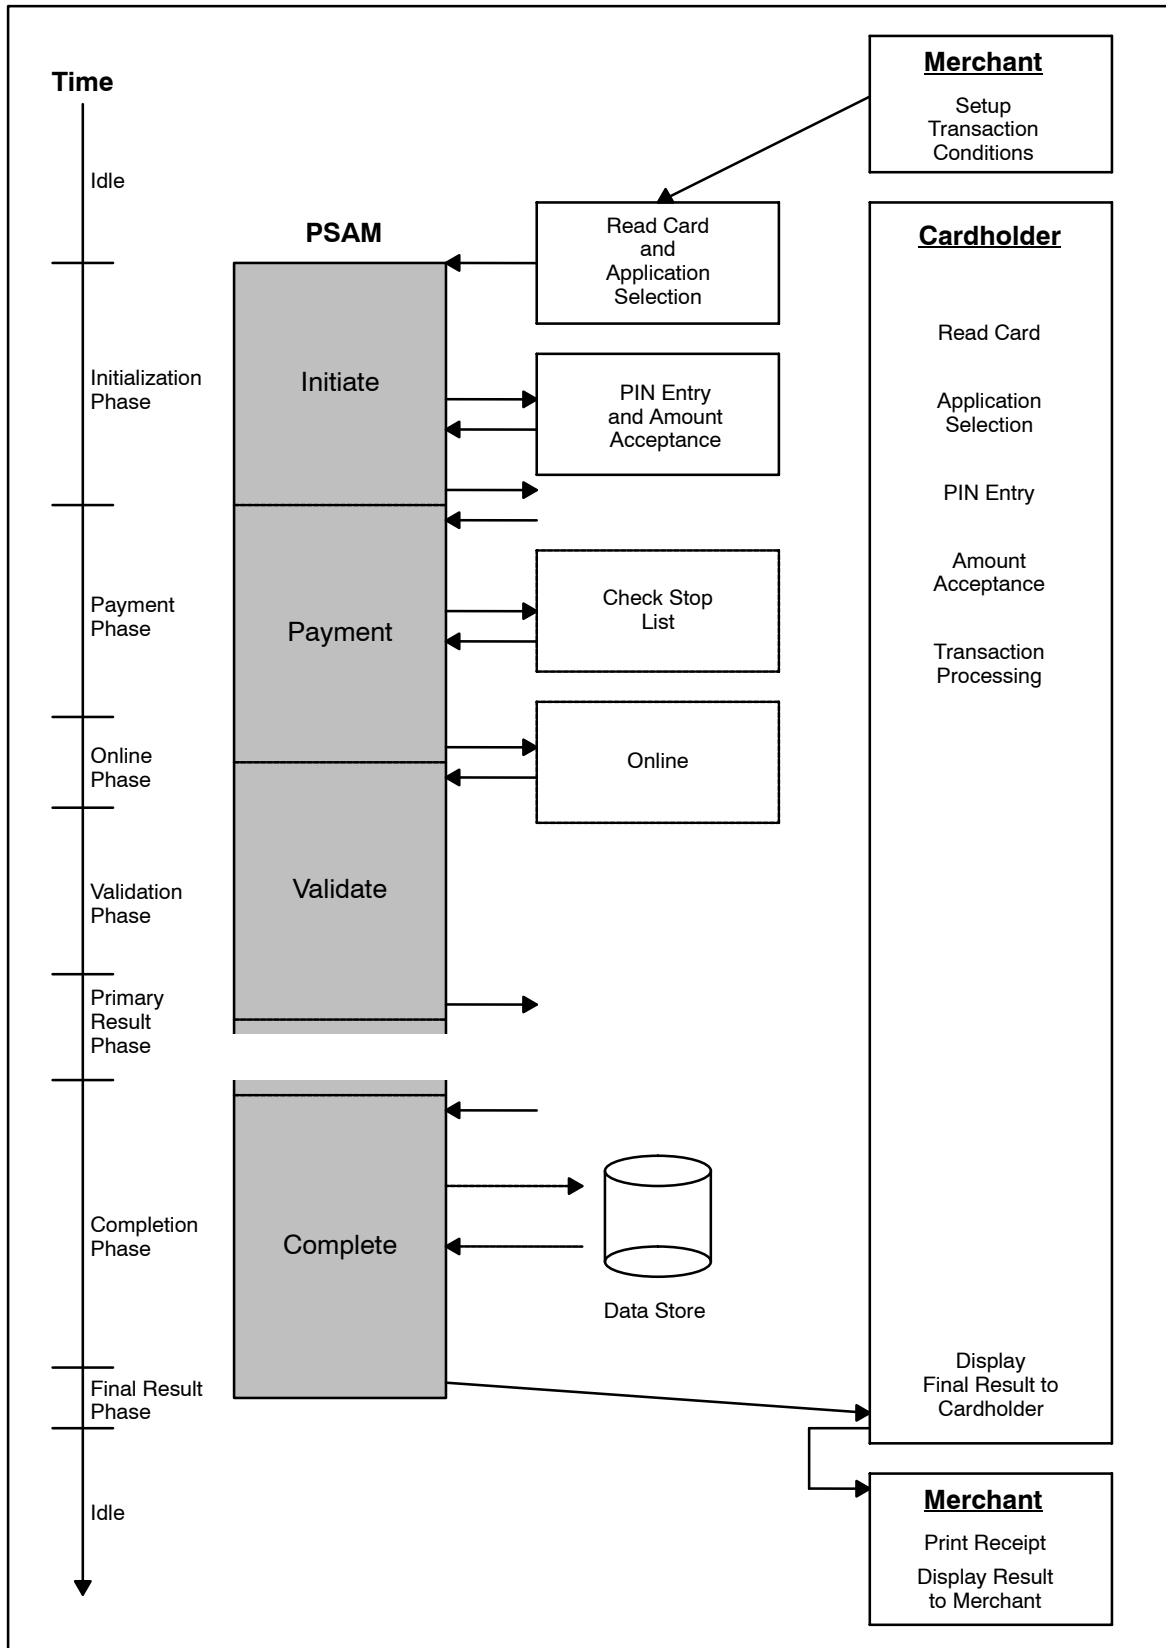 Time
Idle
Initialization
Phase
Payment
Phase
Online
Phase
Validation
Phase
Primary
Result
Phase
Completion
Phase
Final Result
Phase
Idle
PSAM
Initiate
Payment
Validate
Complete
Read Card
and
Application
Selection
PIN Entry
and Amount
Acceptance
Check Stop
List
Online
Data Store
Merchant
Setup
Transaction
Conditions
Cardholder
Read Card
Application
Selection
PIN Entry
Amount
Acceptance
Transaction
Processing
Display
Final Result to
Cardholder
Merchant
Print Receipt
Display Result
to Merchant